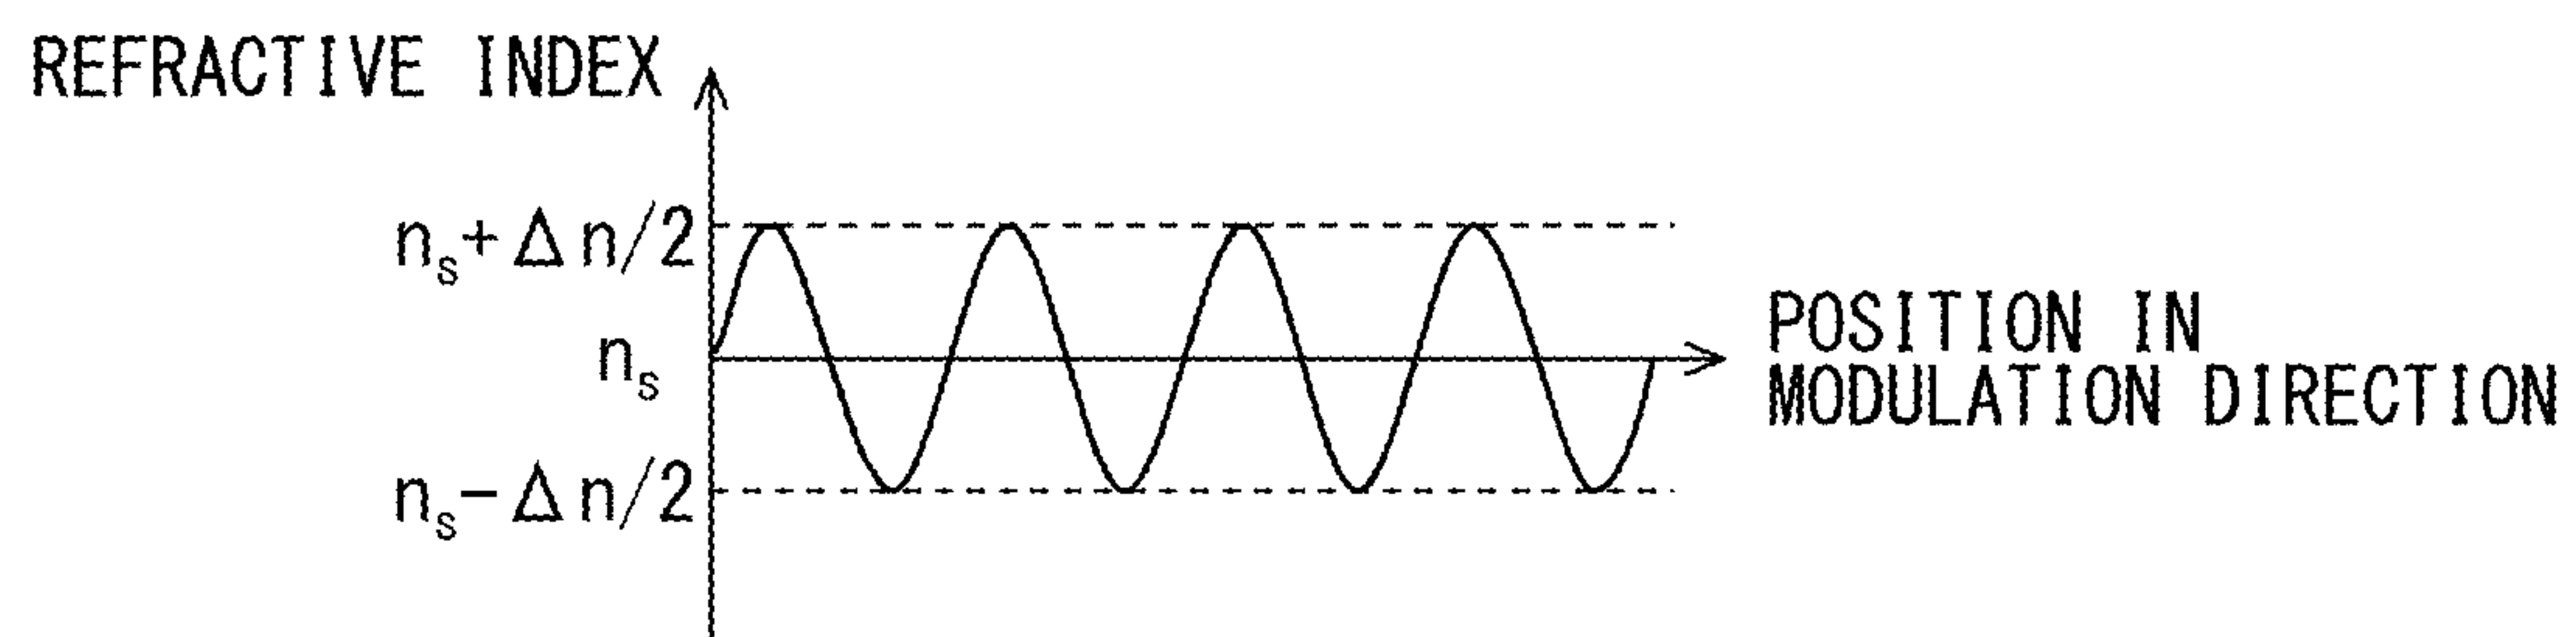 REFRACTIVE INDEX
nₛ+Δn/2
nₛ
nₛ−Δn/2
POSITION IN
MODULATION DIRECTION